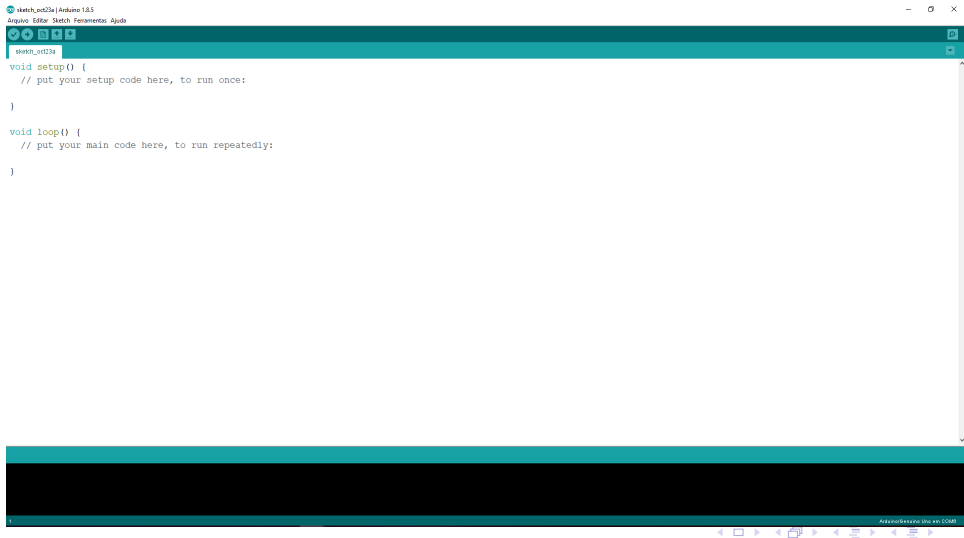 sketch_oct23a | Arduino 1.8.5
Arquivo Editar Sketch Ferramentas Ajuda
sketch_oct23a
void setup() {
// put your setup code here, to run once:
}
void loop() {
// put your main code here, to run repeatedly:
}
1
Arduino/Genuino Uno em COM8